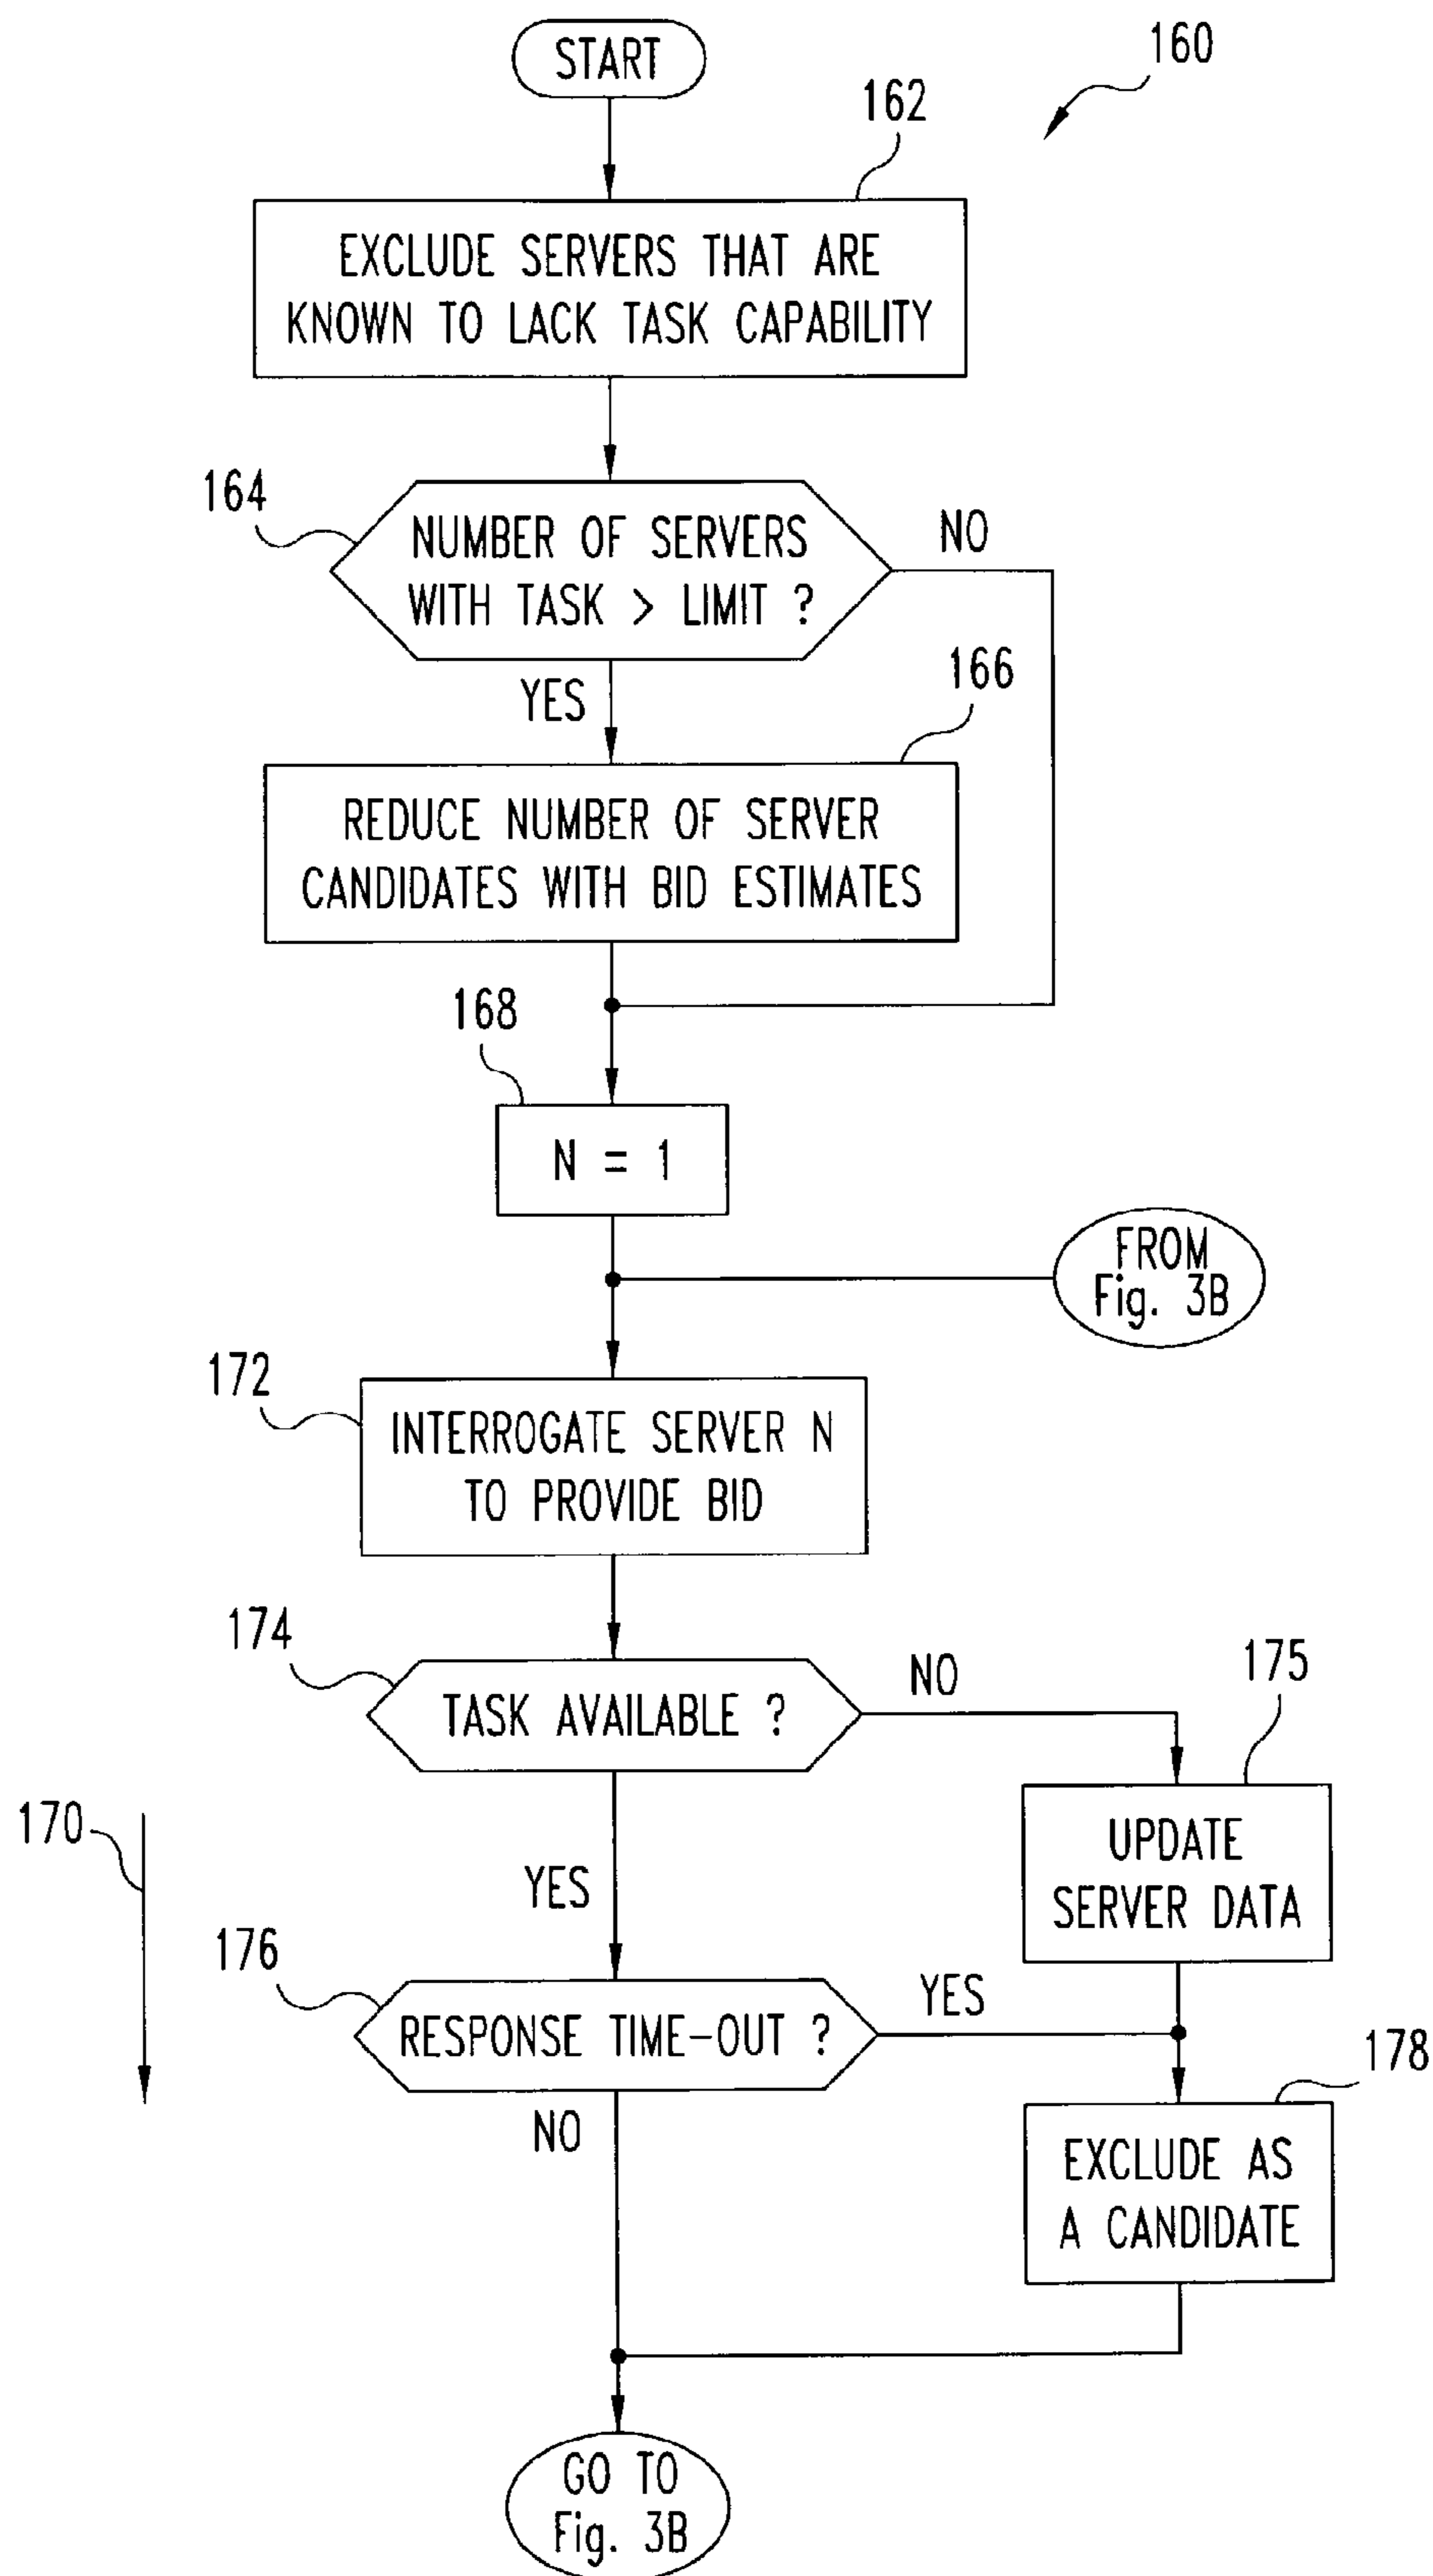 START
160
162
EXCLUDE SERVERS THAT ARE
KNOWN TO LACK TASK CAPABILITY
164
NUMBER OF SERVERS
WITH TASK > LIMIT ?
NO
YES
166
REDUCE NUMBER OF SERVER
CANDIDATES WITH BID ESTIMATES
168
N = 1
FROM
Fig. 3B
172
INTERROGATE SERVER N
TO PROVIDE BID
174
TASK AVAILABLE ?
NO
175
UPDATE
SERVER DATA
170
YES
176
RESPONSE TIME-OUT ?
YES
178
NO
EXCLUDE AS
A CANDIDATE
GO TO
Fig. 3B